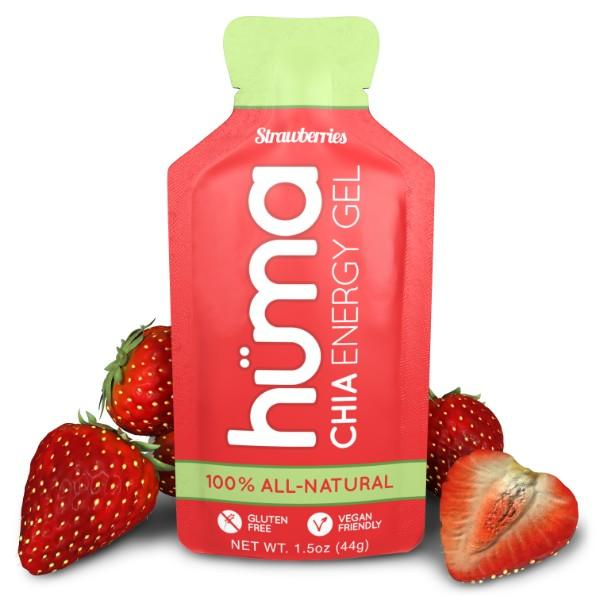 Strawberries
hüma
CHIA ENERGY GEL
100% ALL-NATURAL
GLUTEN
FREE
V
VEGAN
FRIENDLY
NET WT. 1.5oz (44g)